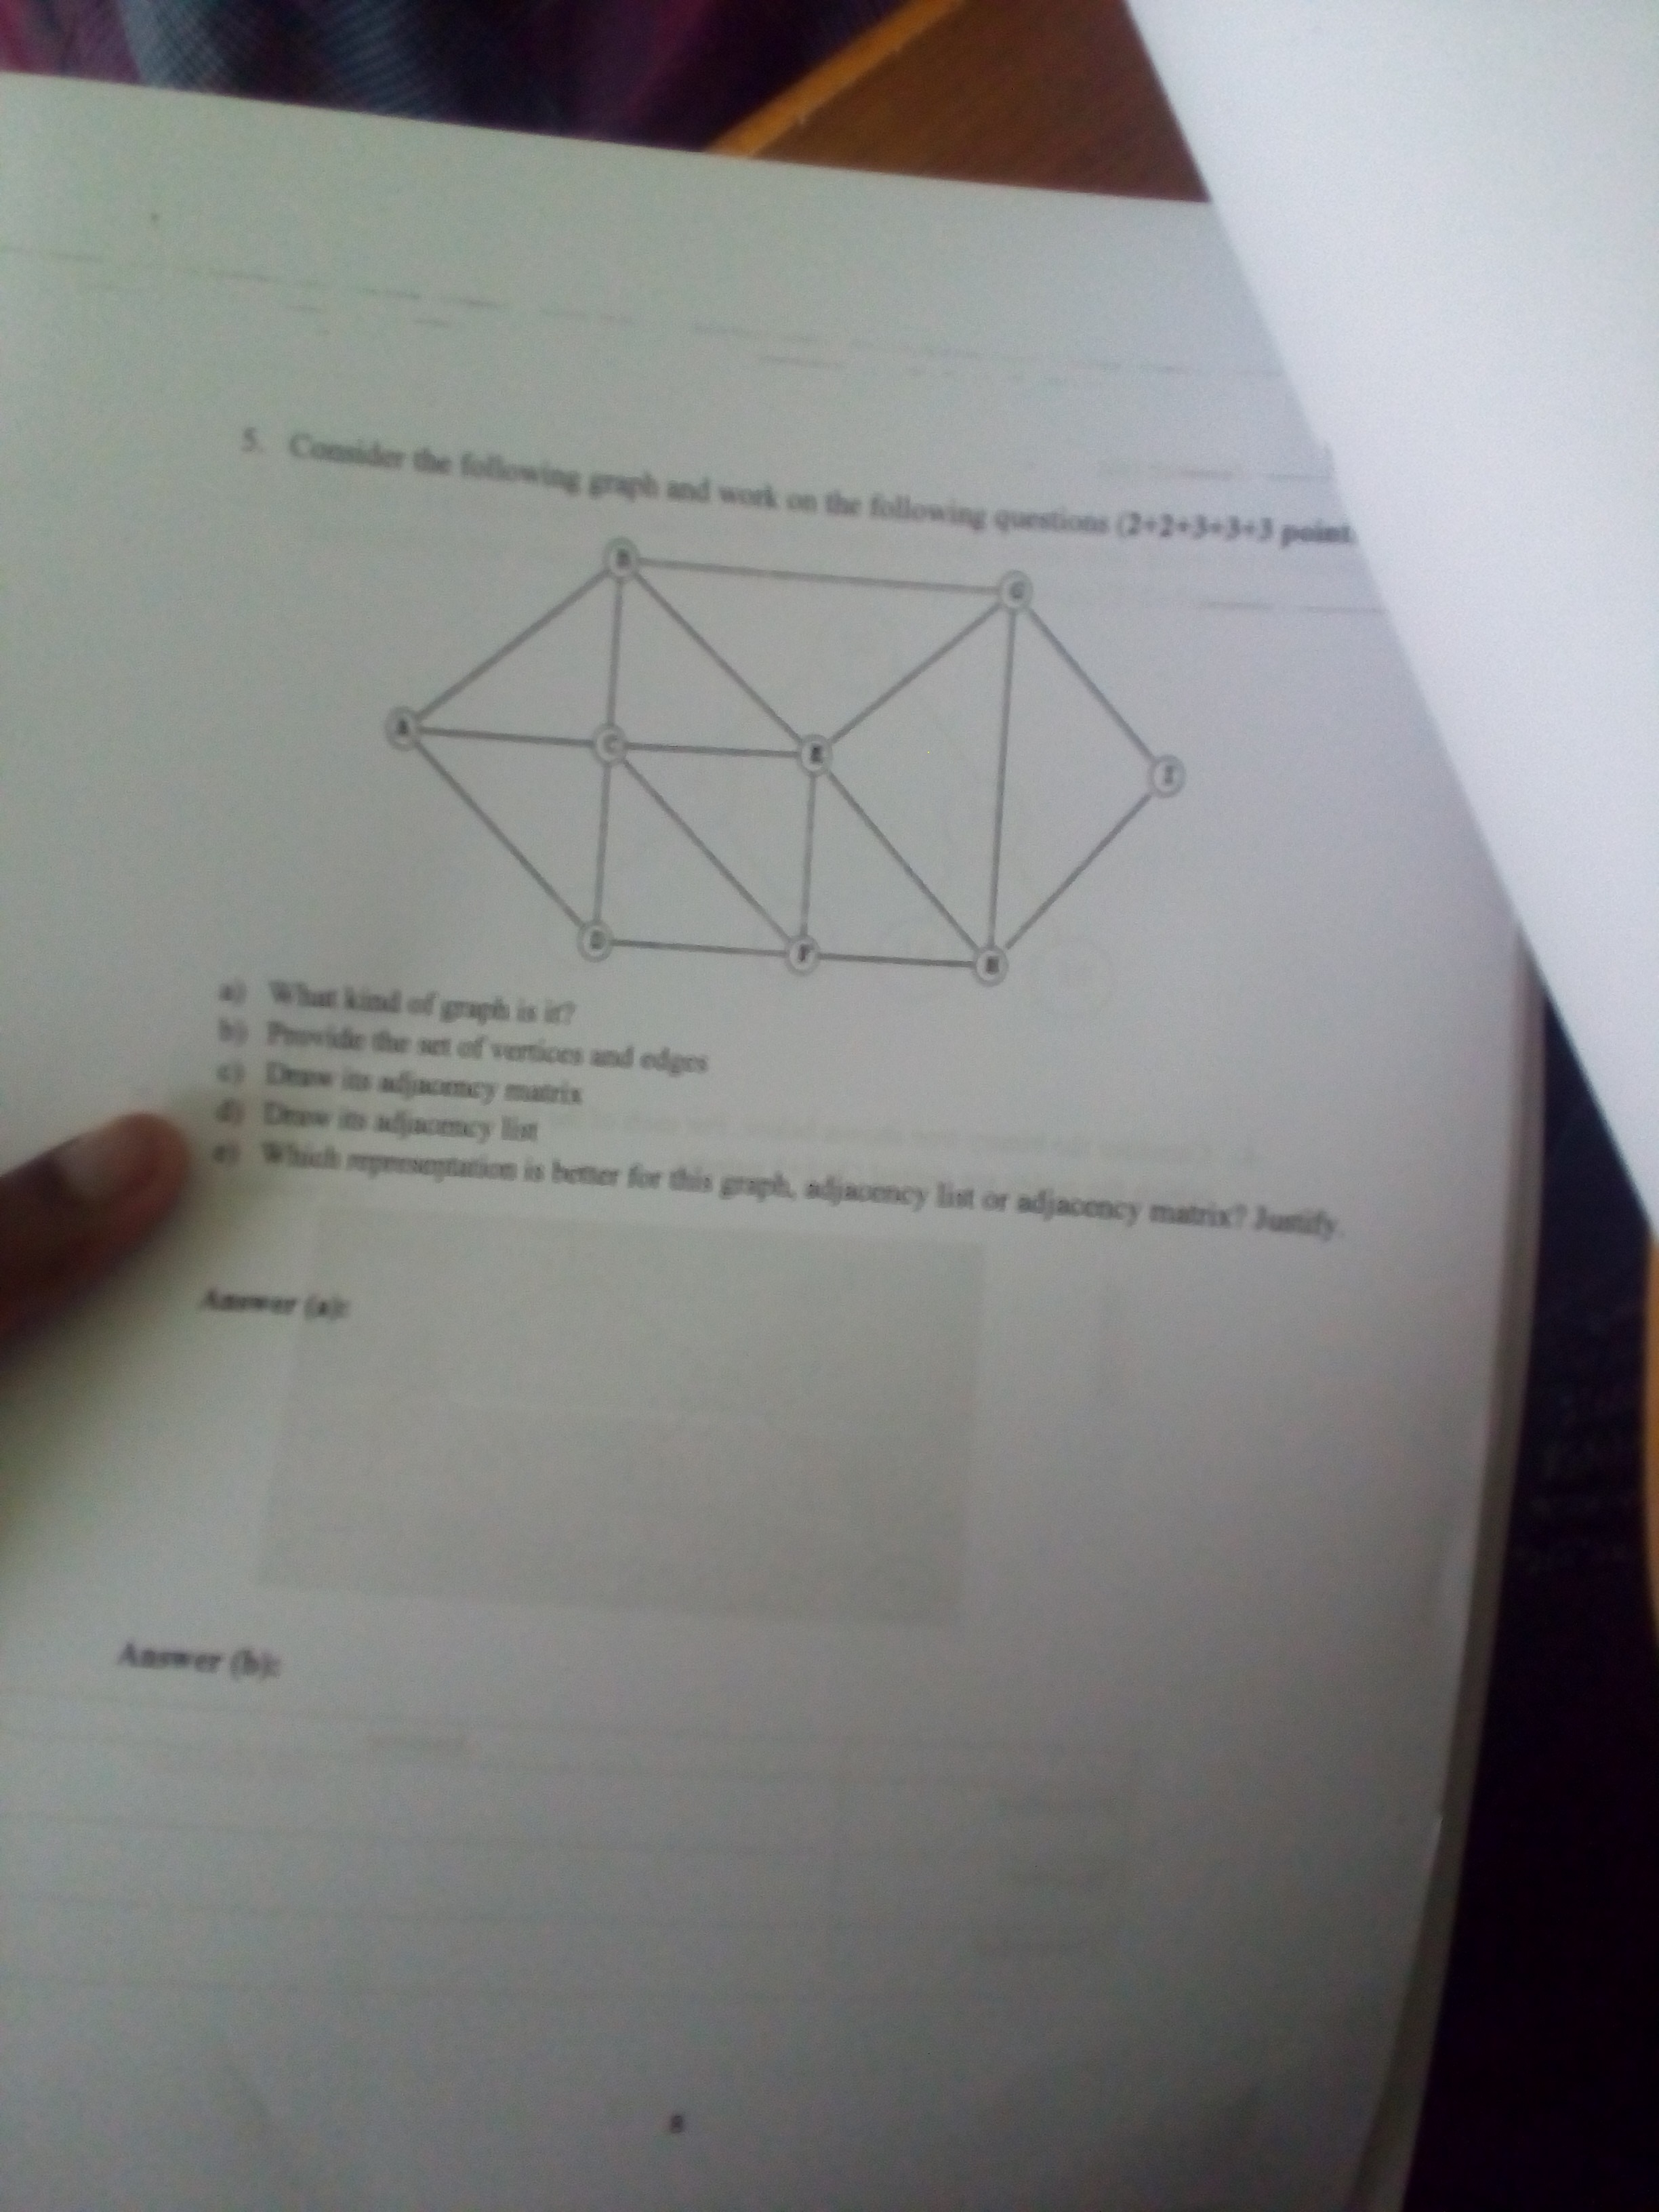 5. Consider the following graph and work on the following questions (2+2+3+3+3 point
B
G
A
C
E
I
D
F
H
a) What kind of graph is it?
b) Provide the set of vertices and edges
c) Draw its adjacency matrix
d) Draw its adjacency list
e) Which representation is better for this graph, adjacency list or adjacency matrix? Justify.
Answer (a):
Answer (b):
8